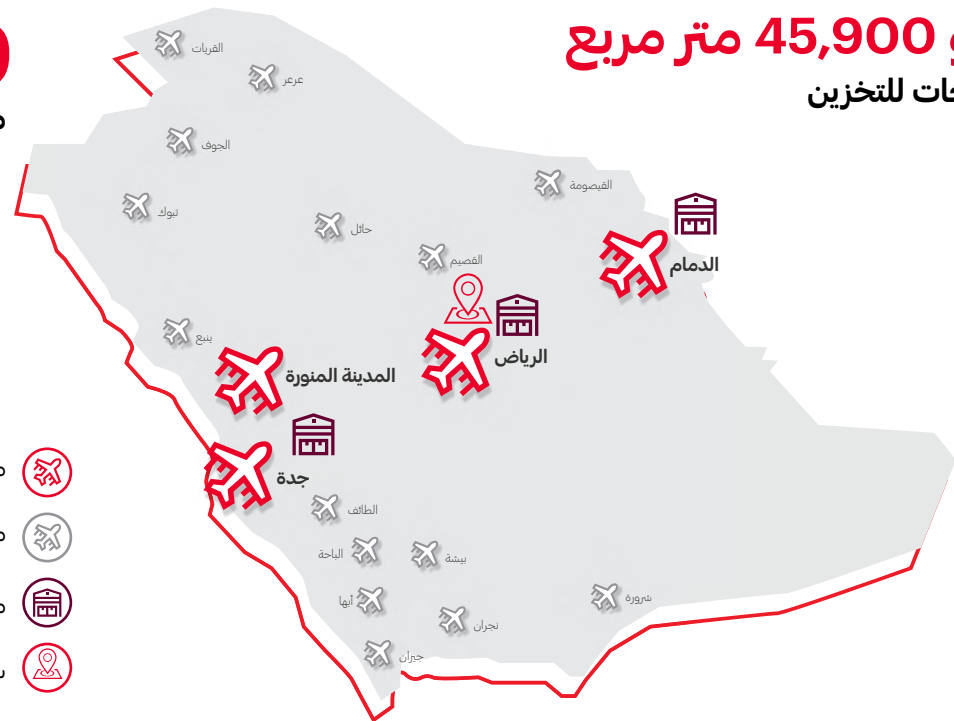 45,900 متر مربع
للتخزين
القريات
عرعر
الجوف
القيصومة
تبوك
حائل
القصيم
الدمام
ينبع
الرياض
المدينة المنورة
جدة
الطائف
الباحة
بيشة
أبها
شرورة
نجران
جيزان